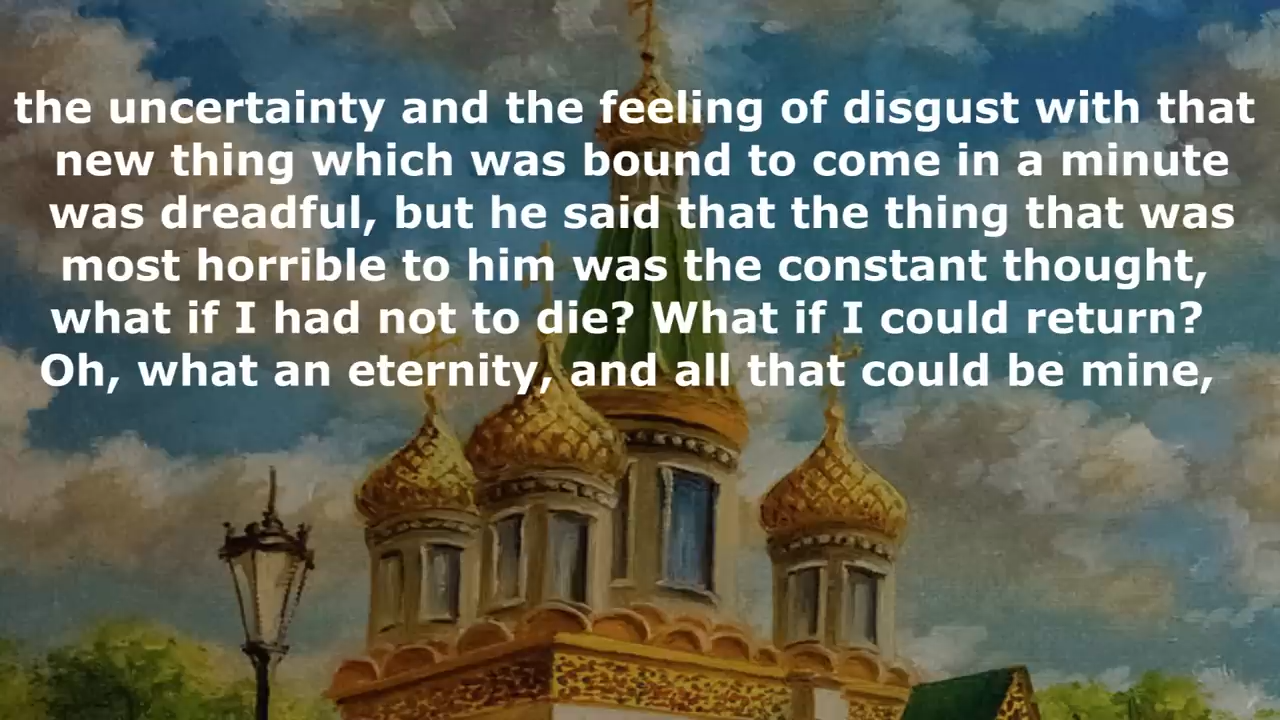 the uncertainty and the feeling of disgust with that
new thing which was bound to come in a minute
was dreadful, but he said that the thing that was
most horrible to him was the constant thought,
what if I had not to die? What if I could return?
Oh, what an eternity, and all that could be mine,